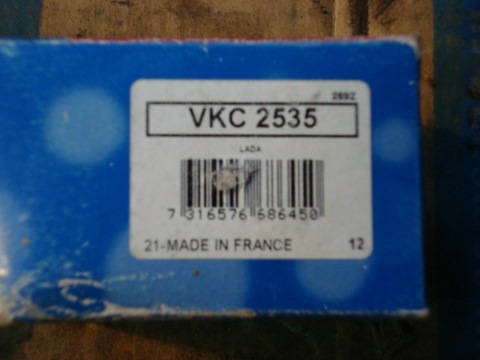 269Z
VKC 2535
LADA
7 316576 686450
21-MADE IN FRANCE 12